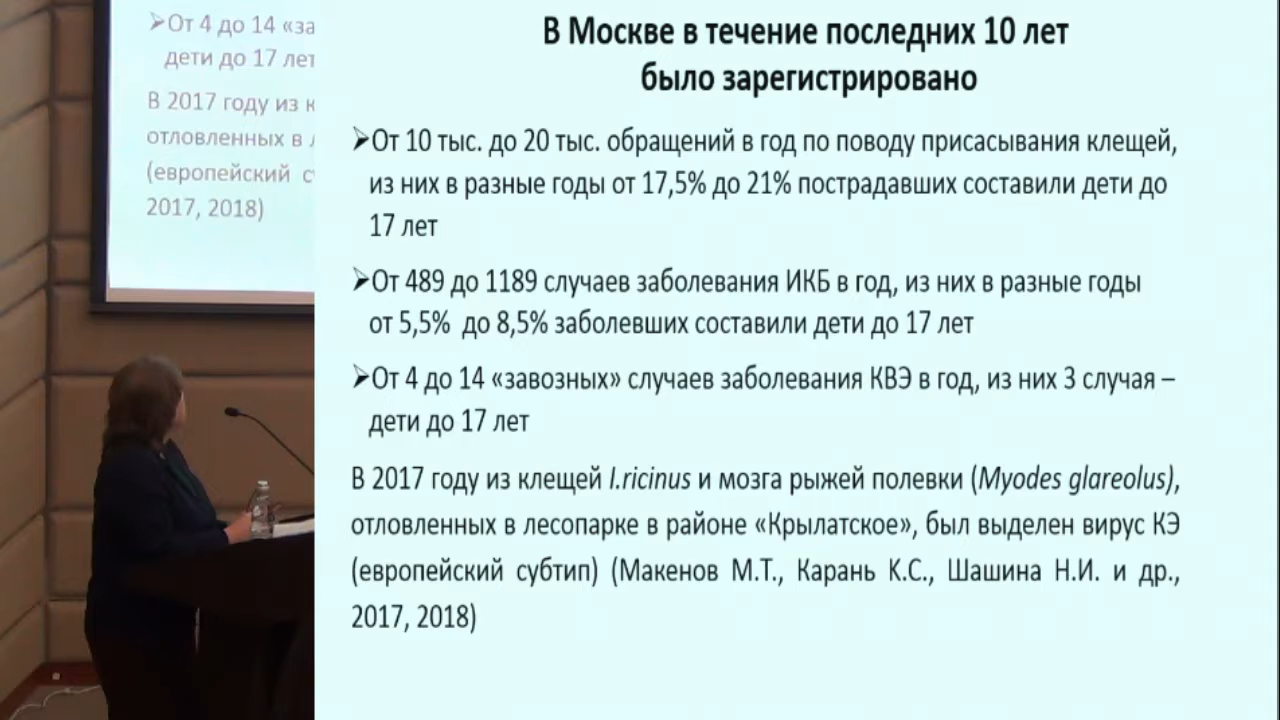 ➢От 4 до 14 «за
дети до 17 лет
В 2017 году из к
отловленных в л
(европейский с
2017, 2018)
В Москве в течение последних 10 лет
было зарегистрировано
➢От 10 тыс. до 20 тыс. обращений в год по поводу присасывания клещей,
из них в разные годы от 17,5% до 21% пострадавших составили дети до
17 лет
➢От 489 до 1189 случаев заболевания ИКБ в год, из них в разные годы
от 5,5% до 8,5% заболевших составили дети до 17 лет
➢От 4 до 14 «завозных» случаев заболевания КВЭ в год, из них 3 случая –
дети до 17 лет
В 2017 году из клещей I.ricinus и мозга рыжей полевки (Myodes glareolus),
отловленных в лесопарке в районе «Крылатское», был выделен вирус КЭ
(европейский субтип) (Макенов М.Т., Карань К.С., Шашина Н.И. и др.,
2017, 2018)